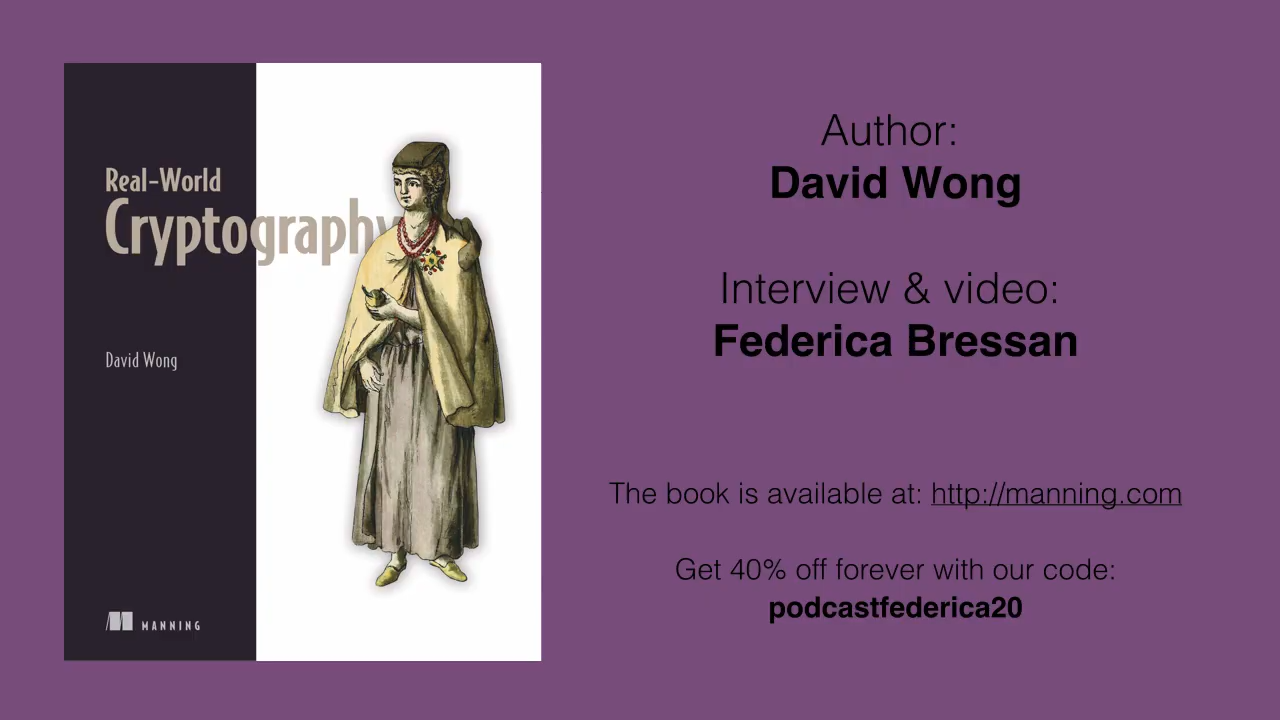 Real-World
Cryptography
David Wong
MANNING
Author:
David Wong
Interview & video:
Federica Bressan
The book is available at: http://manning.com
Get 40% off forever with our code:
podcastfederica20